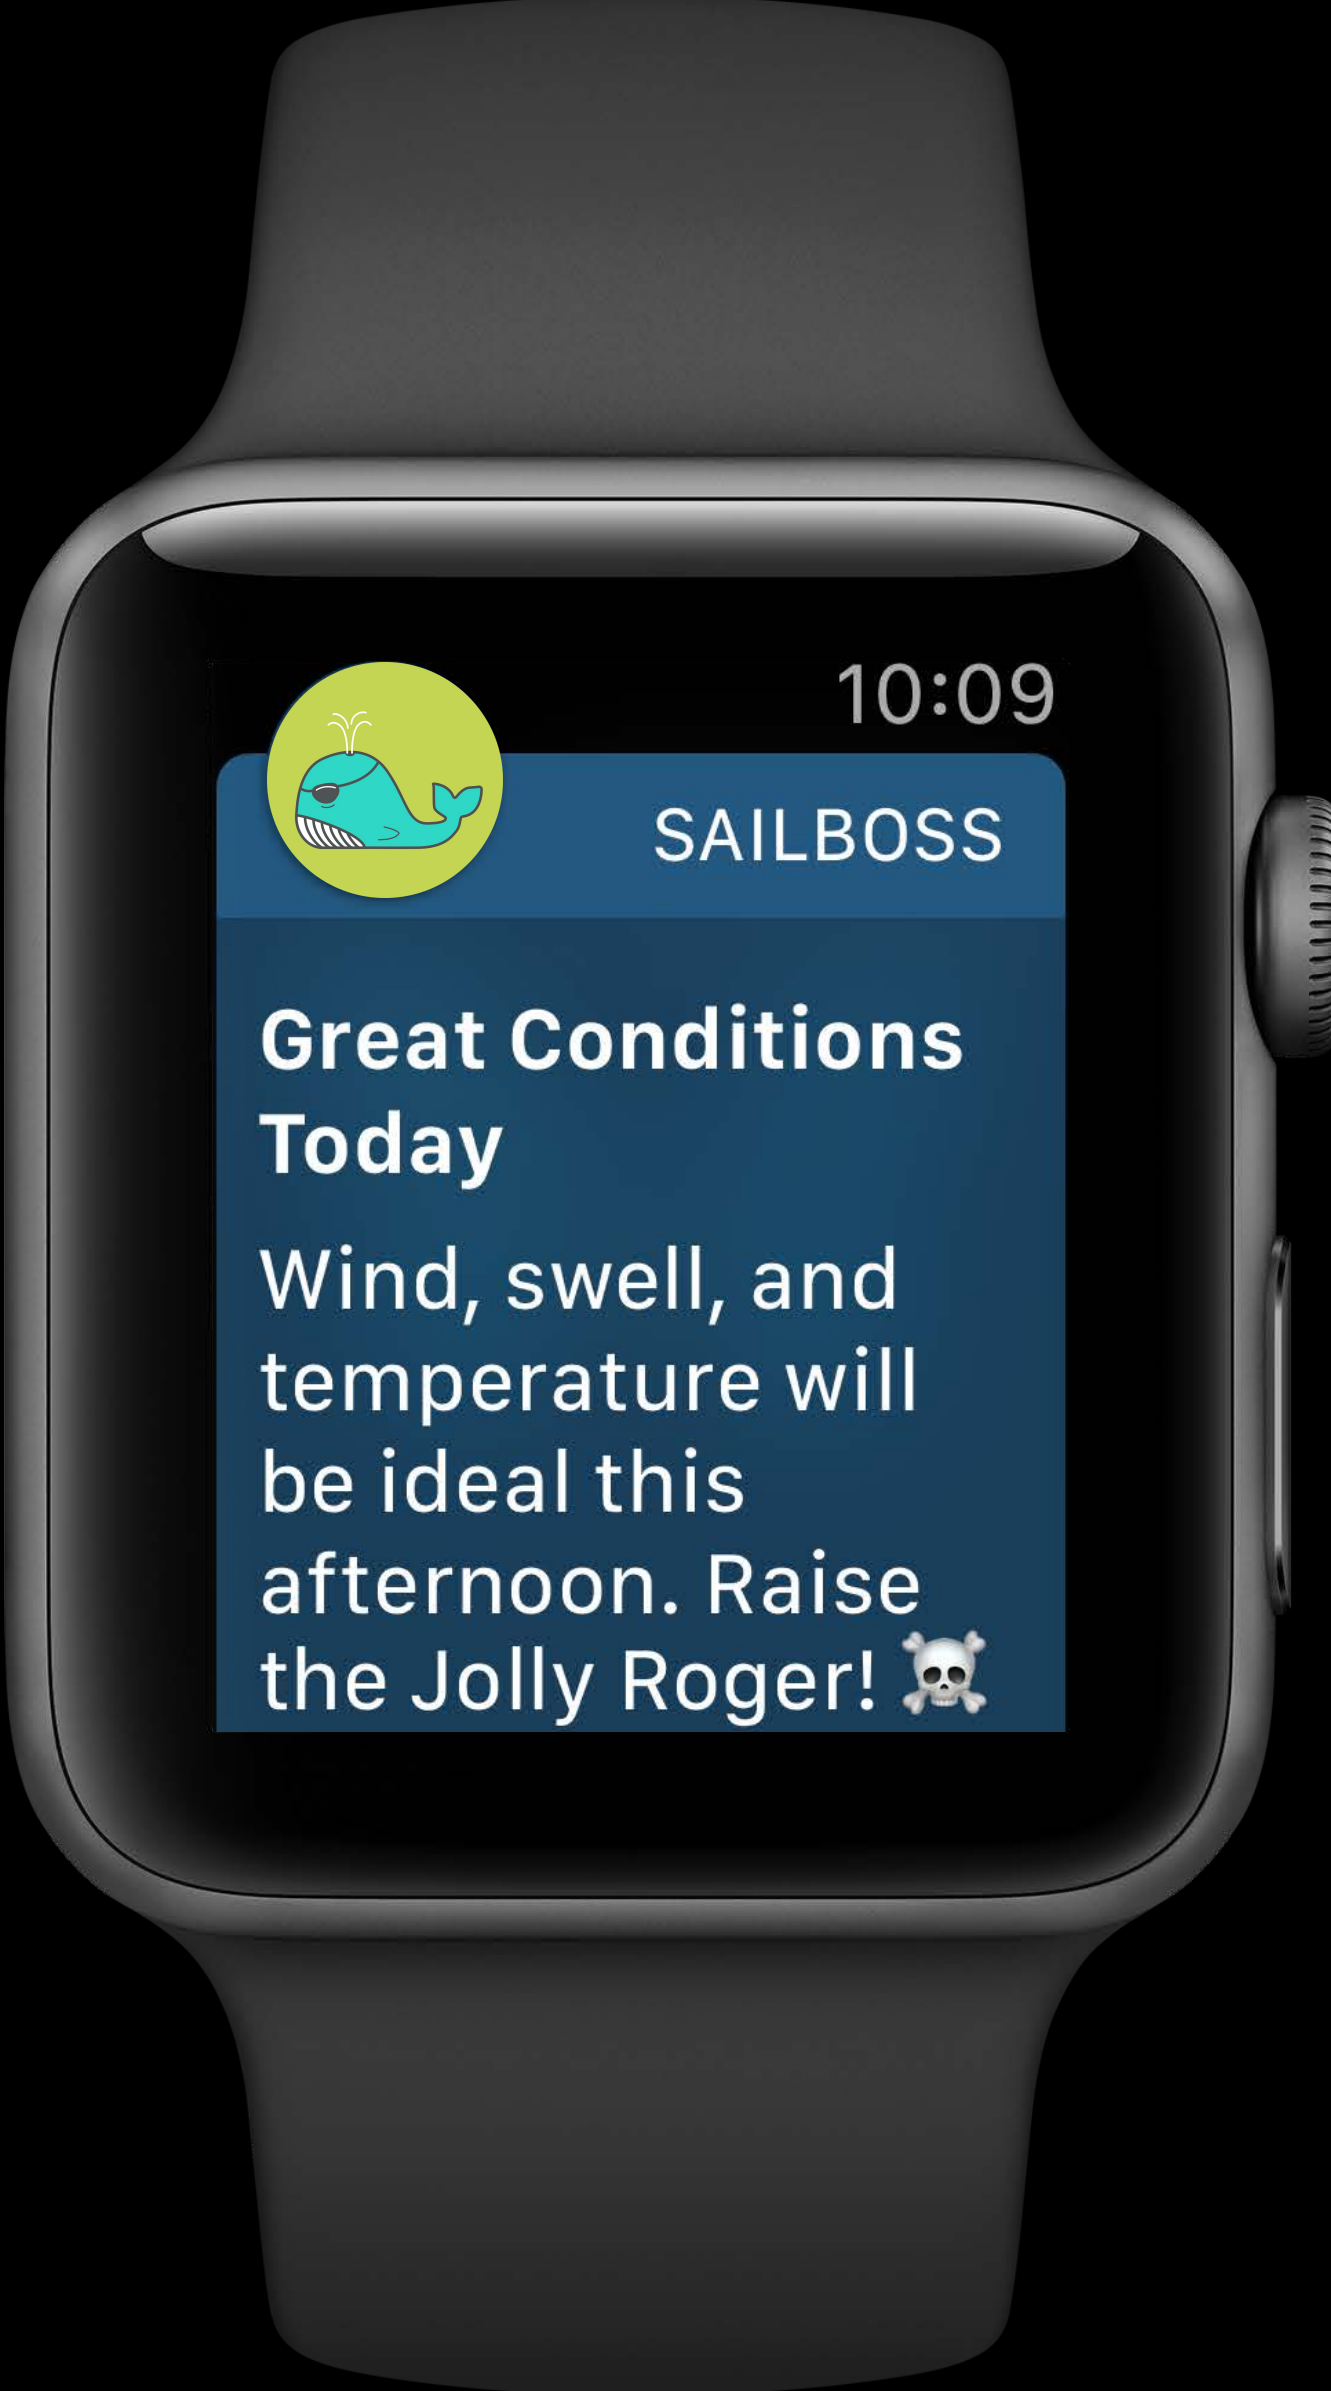 10:09
SAILBOSS
Great Conditions
Today
Wind, swell, and
temperature will
be ideal this
afternoon. Raise
the Jolly Roger! ☠️